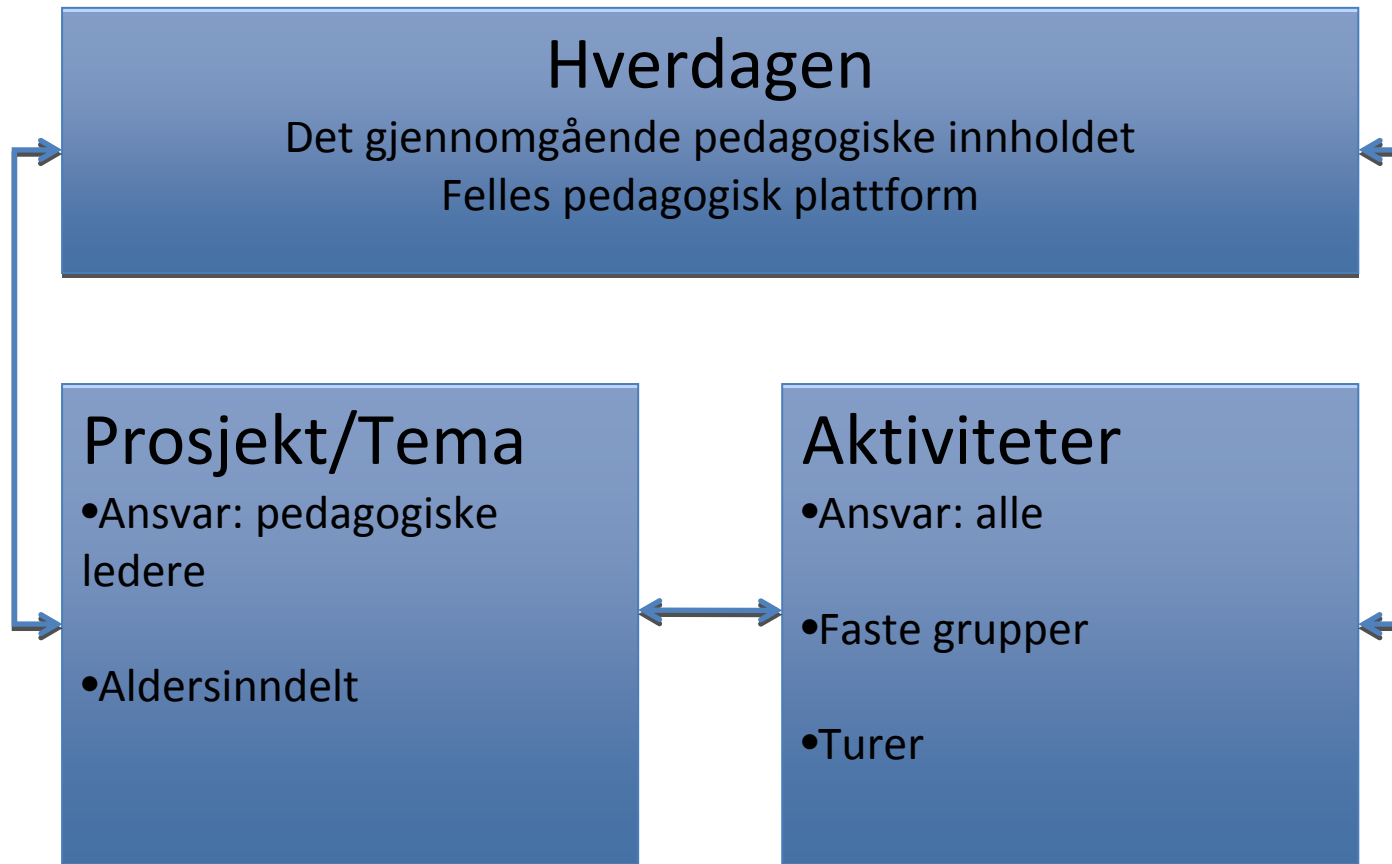 Hverdagen
Det gjennomgående pedagogiske innholdet
Felles pedagogisk plattform
Prosjekt/Tema
•Ansvar: pedagogiske
ledere
•Aldersinndelt
Aktiviteter
•Ansvar: alle
•Faste grupper
•Turer